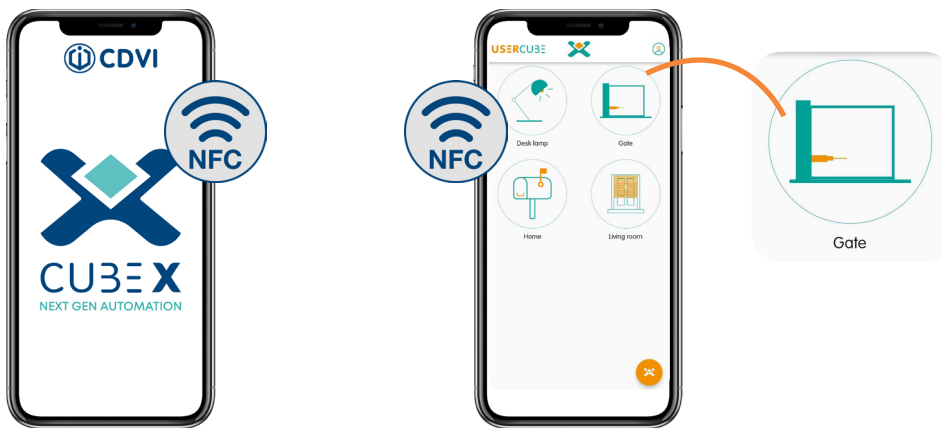 CDVI
NFC
CUBE X
NEXT GEN AUTOMATION
USERCUBE
NFC
Desk lamp
Gate
Home
Living room
Gate